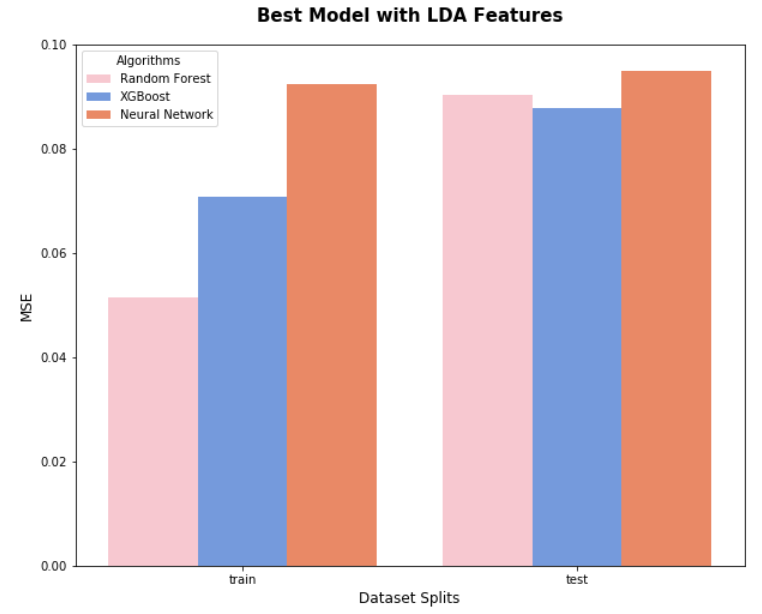 Best Model with LDA Features
Algorithms
Random Forest
XGBoost
Neural Network
0.10
0.08
0.06
0.04
0.02
0.00
MSE
train
test
Dataset Splits